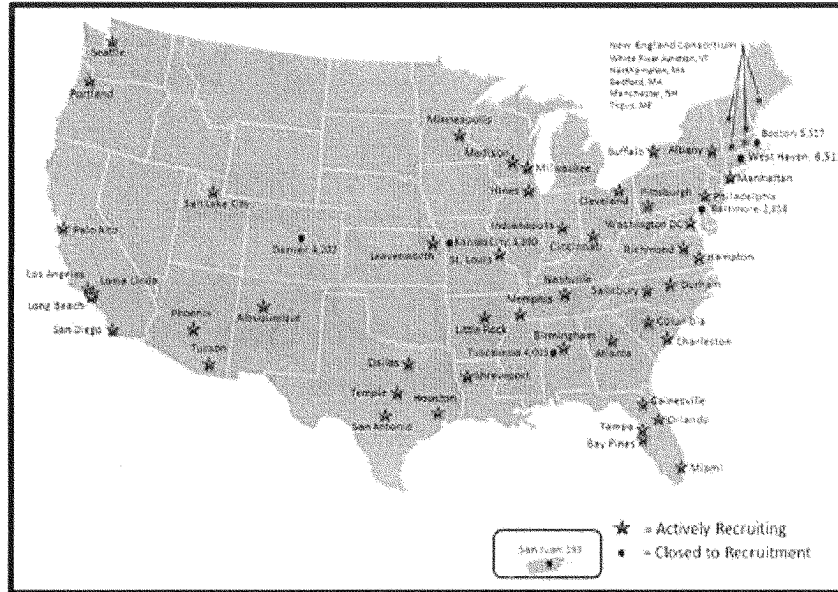 New England Consortium
White River Junction, VT
Northampton, MA
Bedford, MA
Manchester, NH
Togus, ME
Seattle
Portland
Minneapolis
Madison
Milwaukee
Hines
Buffalo
Albany
Boston
West Haven
Manhattan
Cleveland
Pittsburgh
Philadelphia
Baltimore
Salt Lake City
Indianapolis
Cincinnati
Washington DC
Palo Alto
Denver
Leavenworth
Kansas City
St. Louis
Richmond
Hampton
Los Angeles
Loma Linda
Long Beach
San Diego
Phoenix
Tucson
Albuquerque
Nashville
Memphis
Salisbury
Durham
Little Rock
Birmingham
Tuscaloosa
Atlanta
Columbia
Charleston
Dallas
Shreveport
Temple
Houston
San Antonio
Gainesville
Orlando
Tampa
Bay Pines
Miami
San Juan
= Actively Recruiting
= Closed to Recruitment